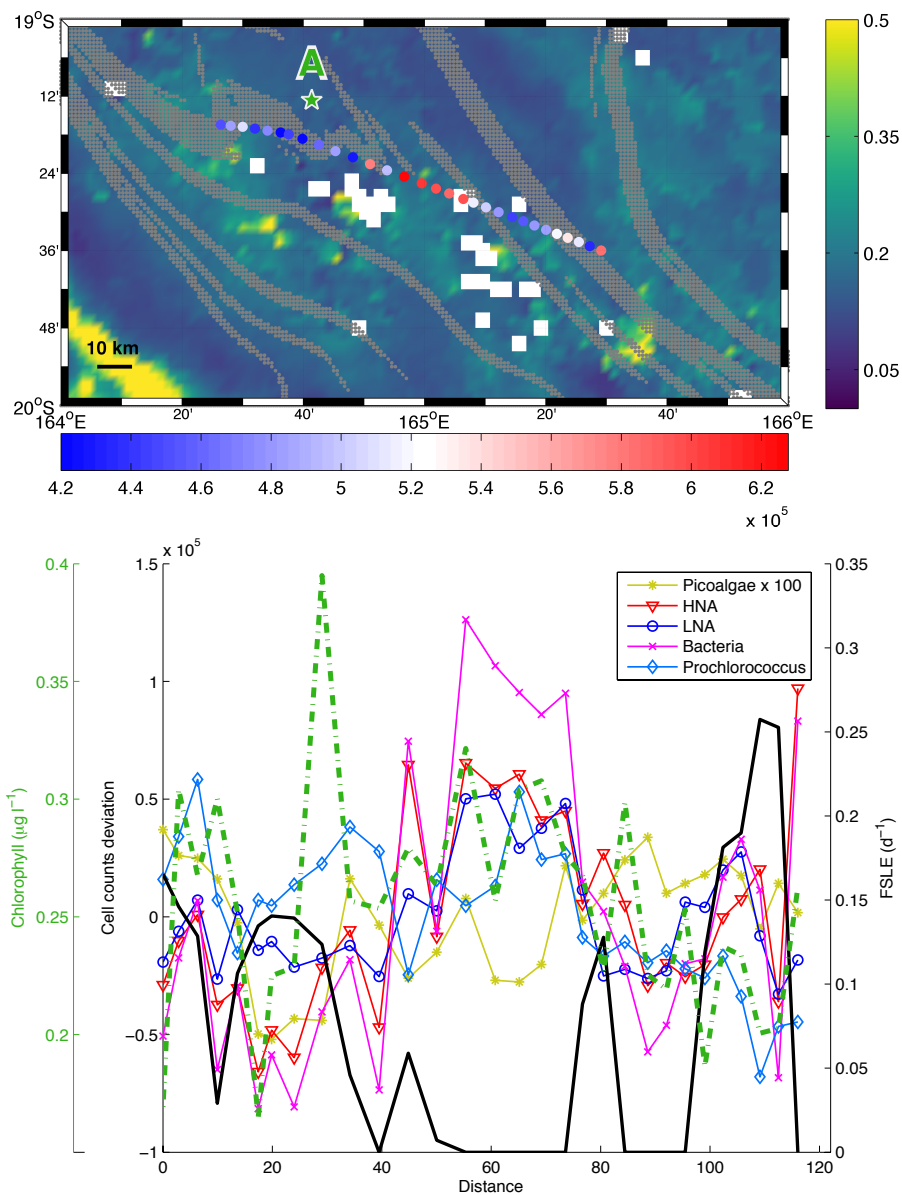 19°S
0.5
A
12'
0.35
24'
0.2
36'
48'
10 km
0.05
20°S
164°E
20'
40'
165°E
20'
40'
166°E
4.2 4.4 4.6 4.8 5 5.2 5.4 5.6 5.8 6 6.2
x 10⁵
0.4
1.5
x 10⁵
0.35
Picoalgae x 100
HNA
LNA
Bacteria
Prochlorococcus
0.3
0.35
1
0.25
0.3
0.5
0.2
Chlorophyll (µg l⁻¹)
Cell counts deviation
FSLE (d⁻¹)
0.25
0
0.15
0.1
0.2
−0.5
0.05
−1
0
0 20 40 60 80 100 120
Distance